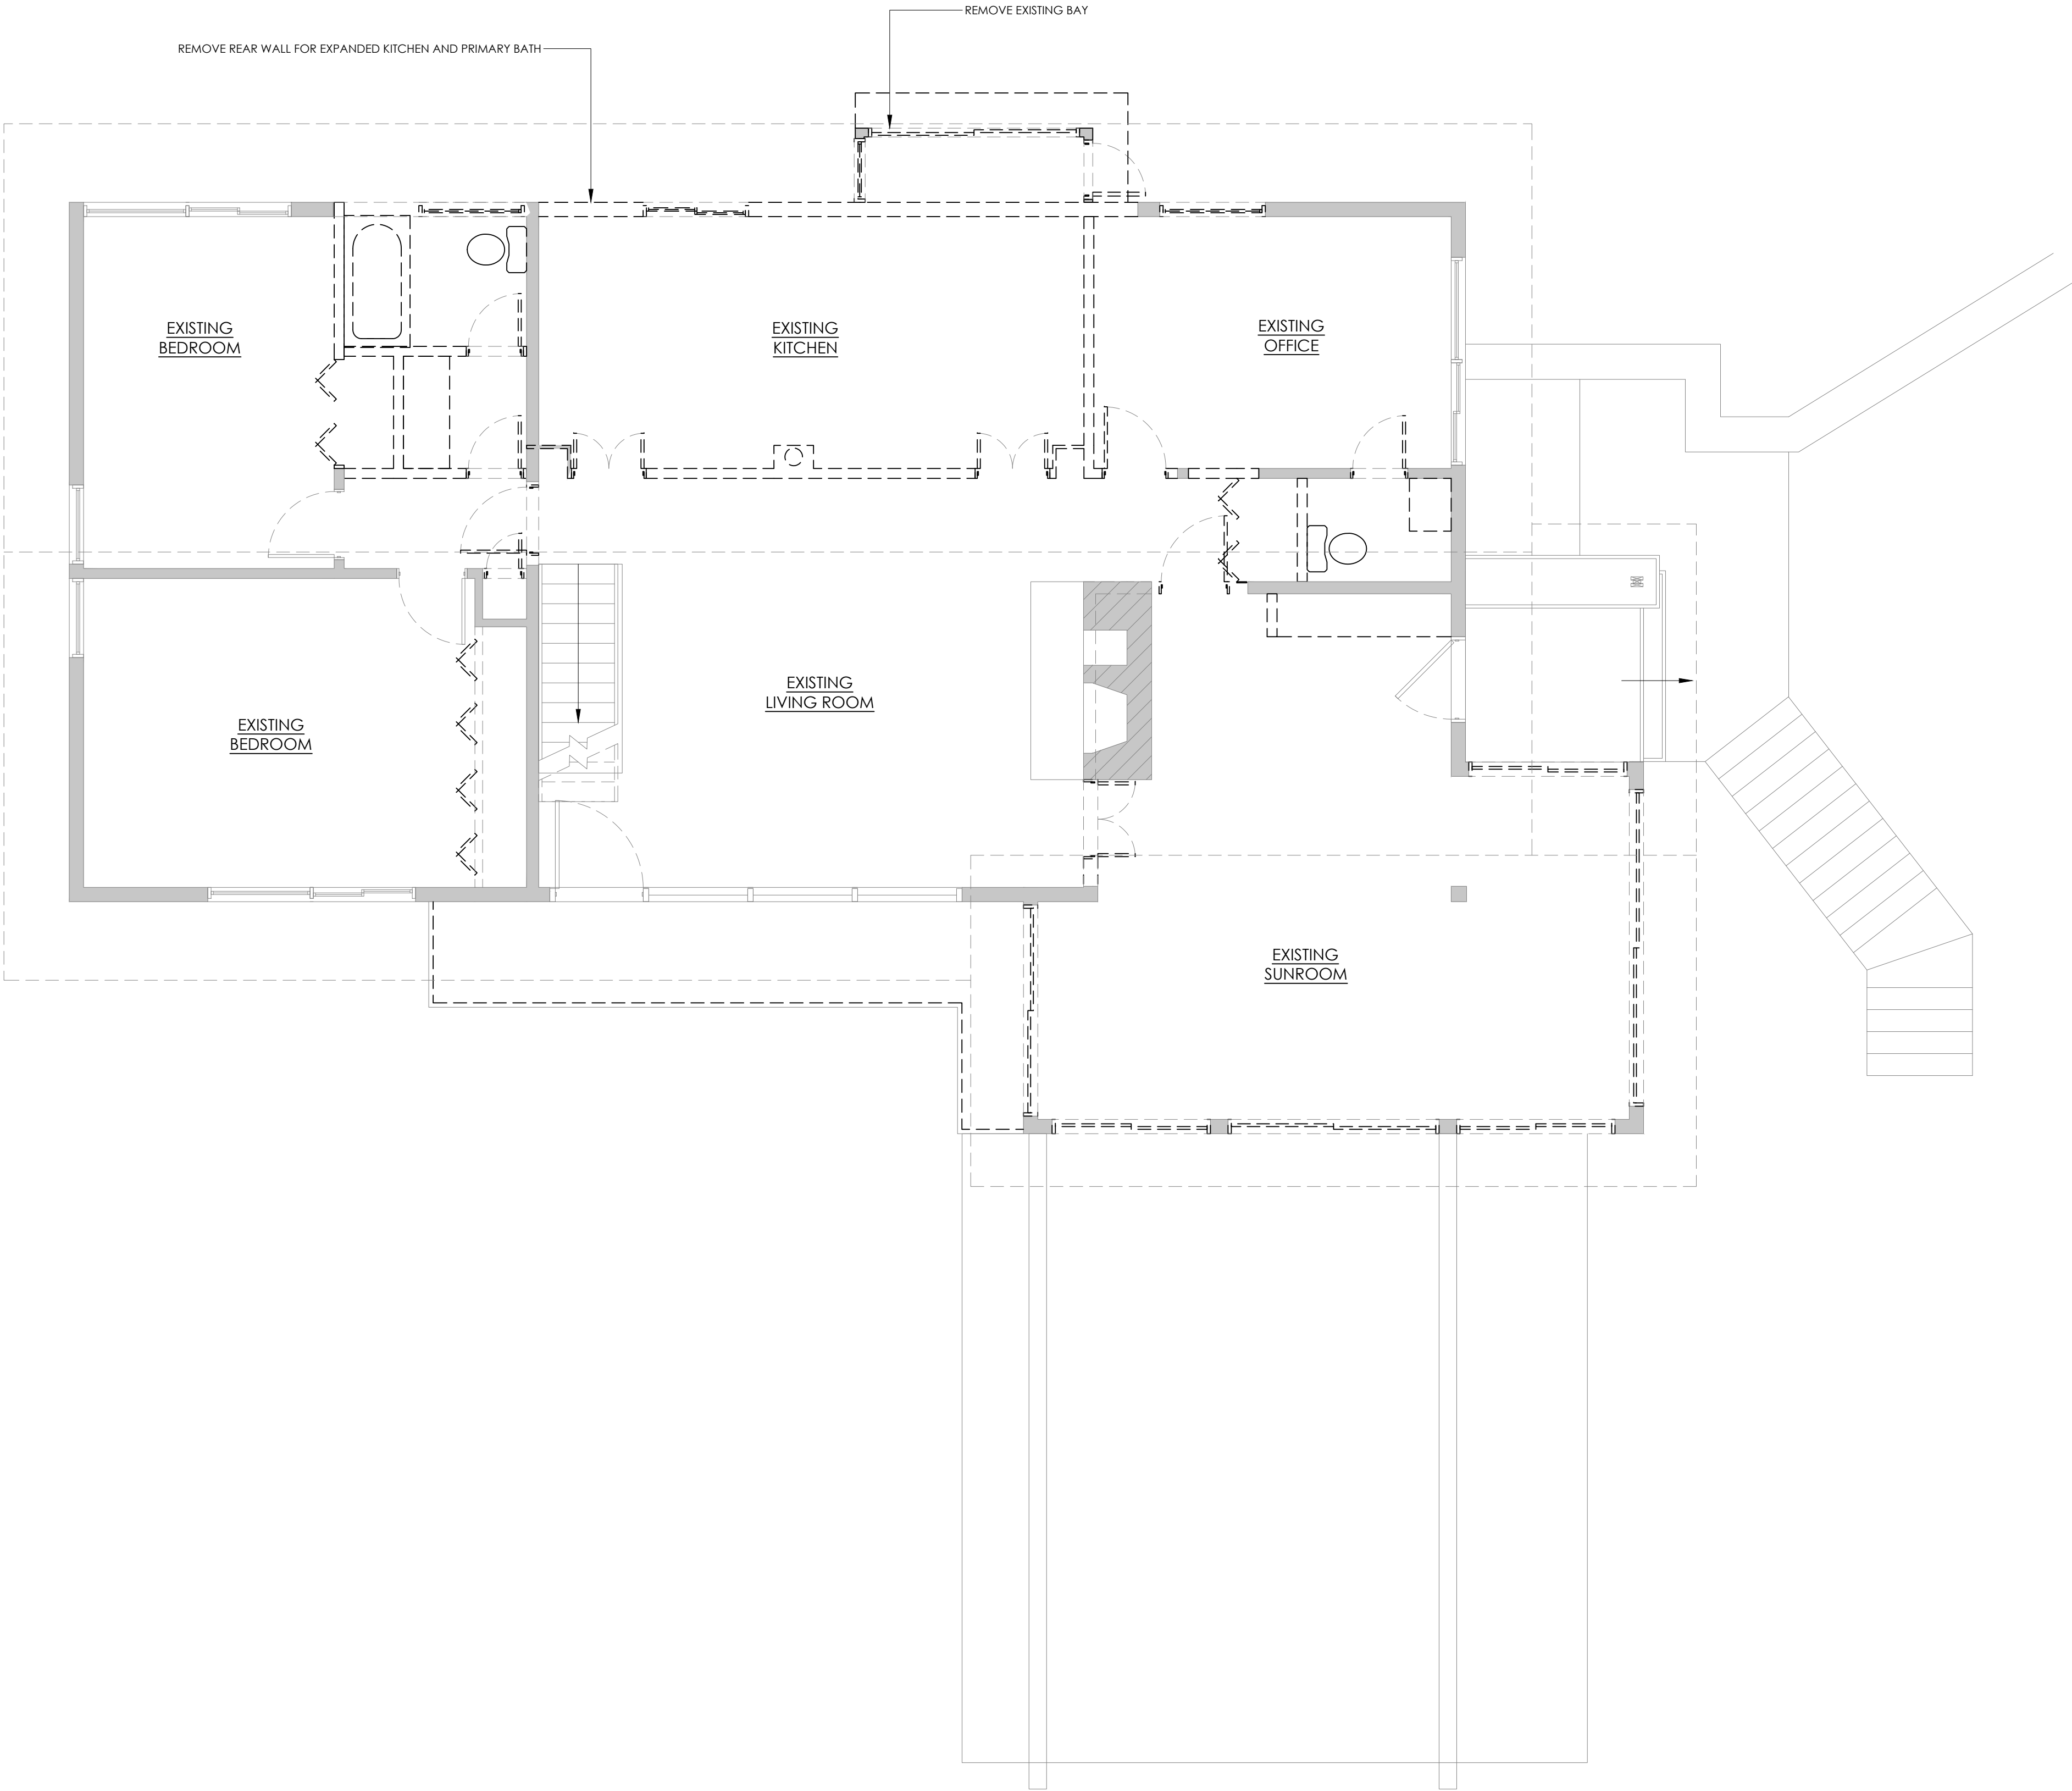 REMOVE EXISTING BAY
REMOVE REAR WALL FOR EXPANDED KITCHEN AND PRIMARY BATH
EXISTING
BEDROOM
EXISTING
KITCHEN
EXISTING
OFFICE
EXISTING
LIVING ROOM
EXISTING
BEDROOM
EXISTING
SUNROOM